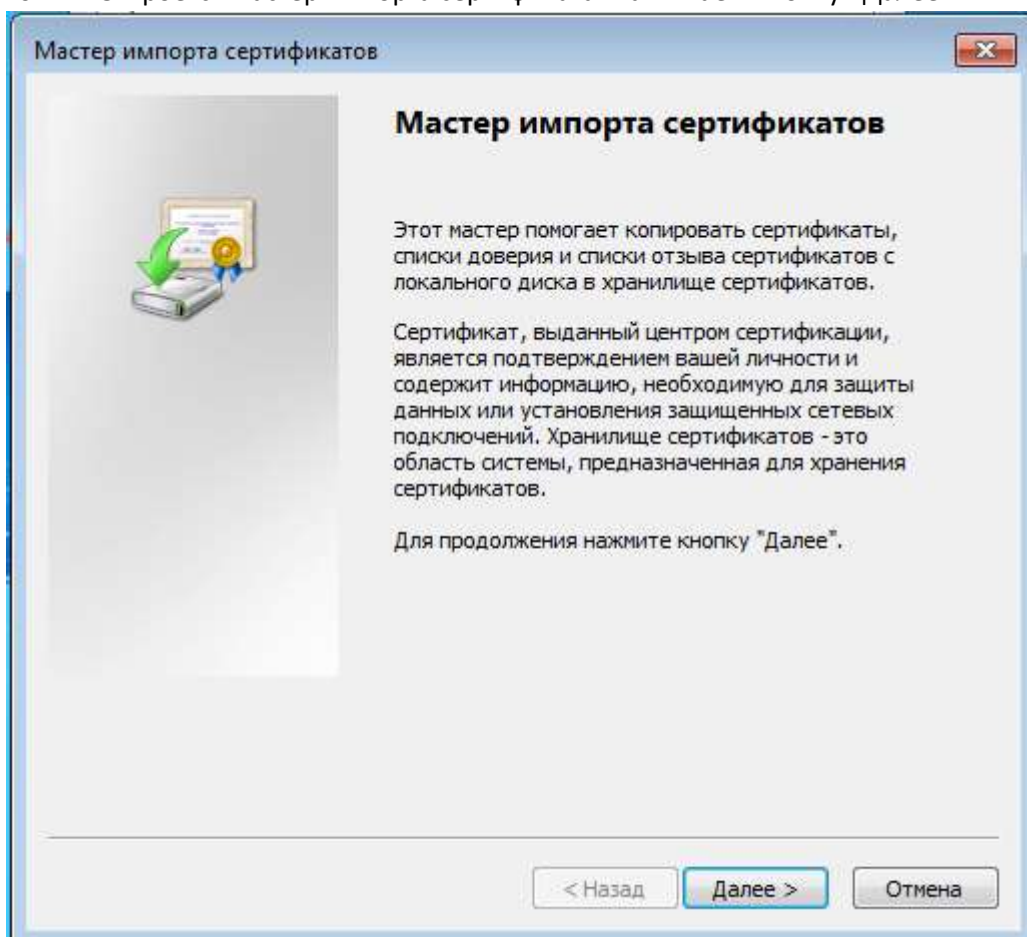 Мастер импорта сертификатов
Мастер импорта сертификатов
Этот мастер помогает копировать сертификаты,
списки доверия и списки отзыва сертификатов с
локального диска в хранилище сертификатов.
Сертификат, выданный центром сертификации,
является подтверждением вашей личности и
содержит информацию, необходимую для защиты
данных или установления защищенных сетевых
подключений. Хранилище сертификатов - это
область системы, предназначенная для хранения
сертификатов.
Для продолжения нажмите кнопку "Далее".
< Назад
Далее >
Отмена